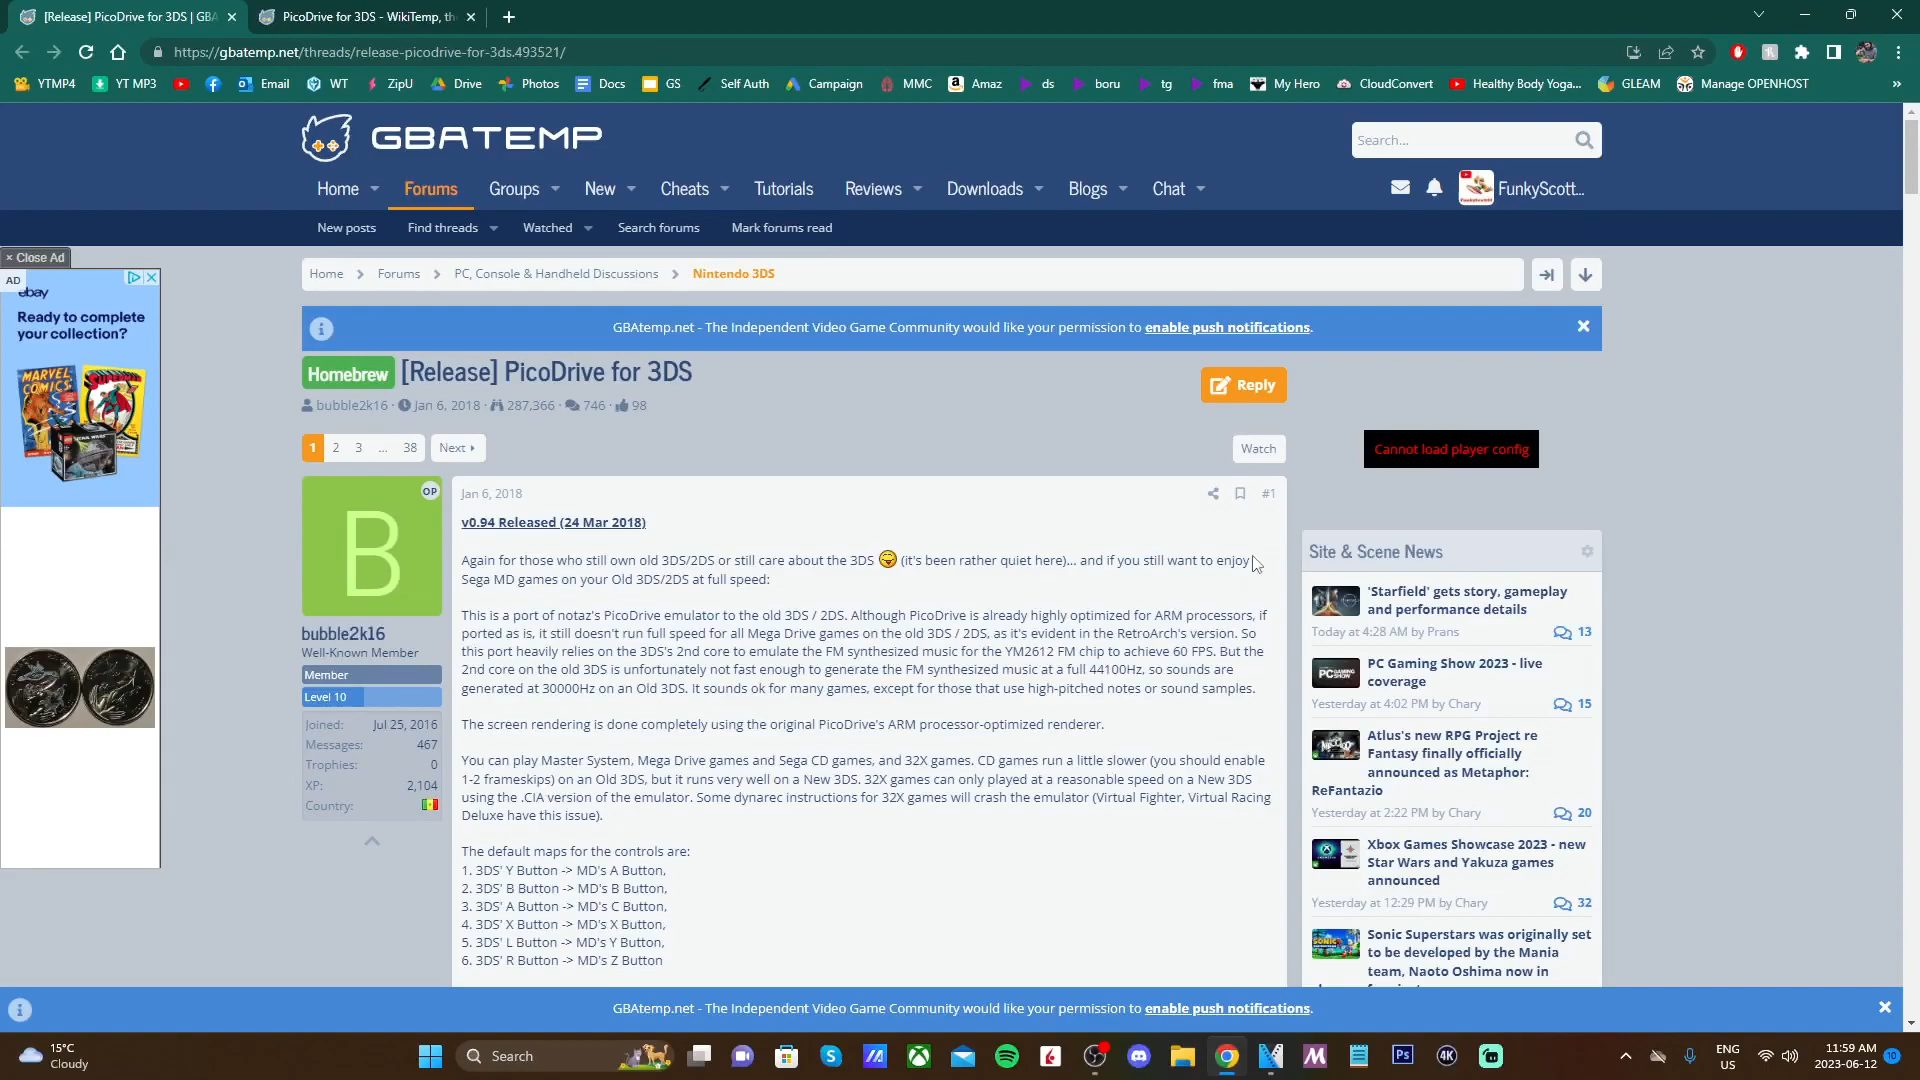 [Release] PicoDrive for 3DS | GBA
PicoDrive for 3DS - WikiTemp, the
https://gbatemp.net/threads/release-picodrive-for-3ds.493521/
YTMP4 YT MP3 Email WT ZipU Drive Photos Docs GS Self Auth Campaign MMC Amaz ds boru tg fma My Hero CloudConvert Healthy Body Yoga... GLEAM Manage OPENHOST »
GBATEMP
Search...
Home Forums Groups New Cheats Tutorials Reviews Downloads Blogs Chat FunkyScott...
New posts Find threads Watched Search forums Mark forums read
× Close Ad
AD
ebay
Ready to complete
your collection?
MARVEL
COMICS
SUPERMAN
STAR WARS
Home Forums PC, Console & Handheld Discussions Nintendo 3DS
GBAtemp.net - The Independent Video Game Community would like your permission to enable push notifications.
Homebrew [Release] PicoDrive for 3DS
Reply
bubble2k16 · Jan 6, 2018 · 287,366 · 746 · 98
1 2 3 ... 38 Next
Watch
Cannot load player config
OP
B
bubble2k16
Well-Known Member
Member
Level 10
Joined: Jul 25, 2016
Messages: 467
Trophies: 0
XP: 2,104
Country:
Jan 6, 2018 #1
v0.94 Released (24 Mar 2018)
Again for those who still own old 3DS/2DS or still care about the 3DS (it's been rather quiet here)... and if you still want to enjoy
Sega MD games on your Old 3DS/2DS at full speed:
This is a port of notaz's PicoDrive emulator to the old 3DS / 2DS. Although PicoDrive is already highly optimized for ARM processors, if
ported as is, it still doesn't run full speed for all Mega Drive games on the old 3DS / 2DS, as it's evident in the RetroArch's version. So
this port heavily relies on the 3DS's 2nd core to emulate the FM synthesized music for the YM2612 FM chip to achieve 60 FPS. But the
2nd core on the old 3DS is unfortunately not fast enough to generate the FM synthesized music at a full 44100Hz, so sounds are
generated at 30000Hz on an Old 3DS. It sounds ok for many games, except for those that use high-pitched notes or sound samples.
The screen rendering is done completely using the original PicoDrive's ARM processor-optimized renderer.
You can play Master System, Mega Drive games and Sega CD games, and 32X games. CD games run a little slower (you should enable
1-2 frameskips) on an Old 3DS, but it runs very well on a New 3DS. 32X games can only played at a reasonable speed on a New 3DS
using the .CIA version of the emulator. Some dynarec instructions for 32X games will crash the emulator (Virtual Fighter, Virtual Racing
Deluxe have this issue).
The default maps for the controls are:
1. 3DS' Y Button -> MD's A Button,
2. 3DS' B Button -> MD's B Button,
3. 3DS' A Button -> MD's C Button,
4. 3DS' X Button -> MD's X Button,
5. 3DS' L Button -> MD's Y Button,
6. 3DS' R Button -> MD's Z Button
Site & Scene News
'Starfield' gets story, gameplay
and performance details
Today at 4:28 AM by Prans 13
PC Gaming Show 2023 - live
coverage
Yesterday at 4:02 PM by Chary 15
Atlus's new RPG Project re
Fantasy finally officially
announced as Metaphor:
ReFantazio
Yesterday at 2:22 PM by Chary 20
Xbox Games Showcase 2023 - new
Star Wars and Yakuza games
announced
Yesterday at 12:29 PM by Chary 32
Sonic Superstars was originally set
to be developed by the Mania
team, Naoto Oshima now in
GBAtemp.net - The Independent Video Game Community would like your permission to enable push notifications.
15°C
Cloudy
Search
Ps
4K
ENG
US
11:59 AM
2023-06-12
10